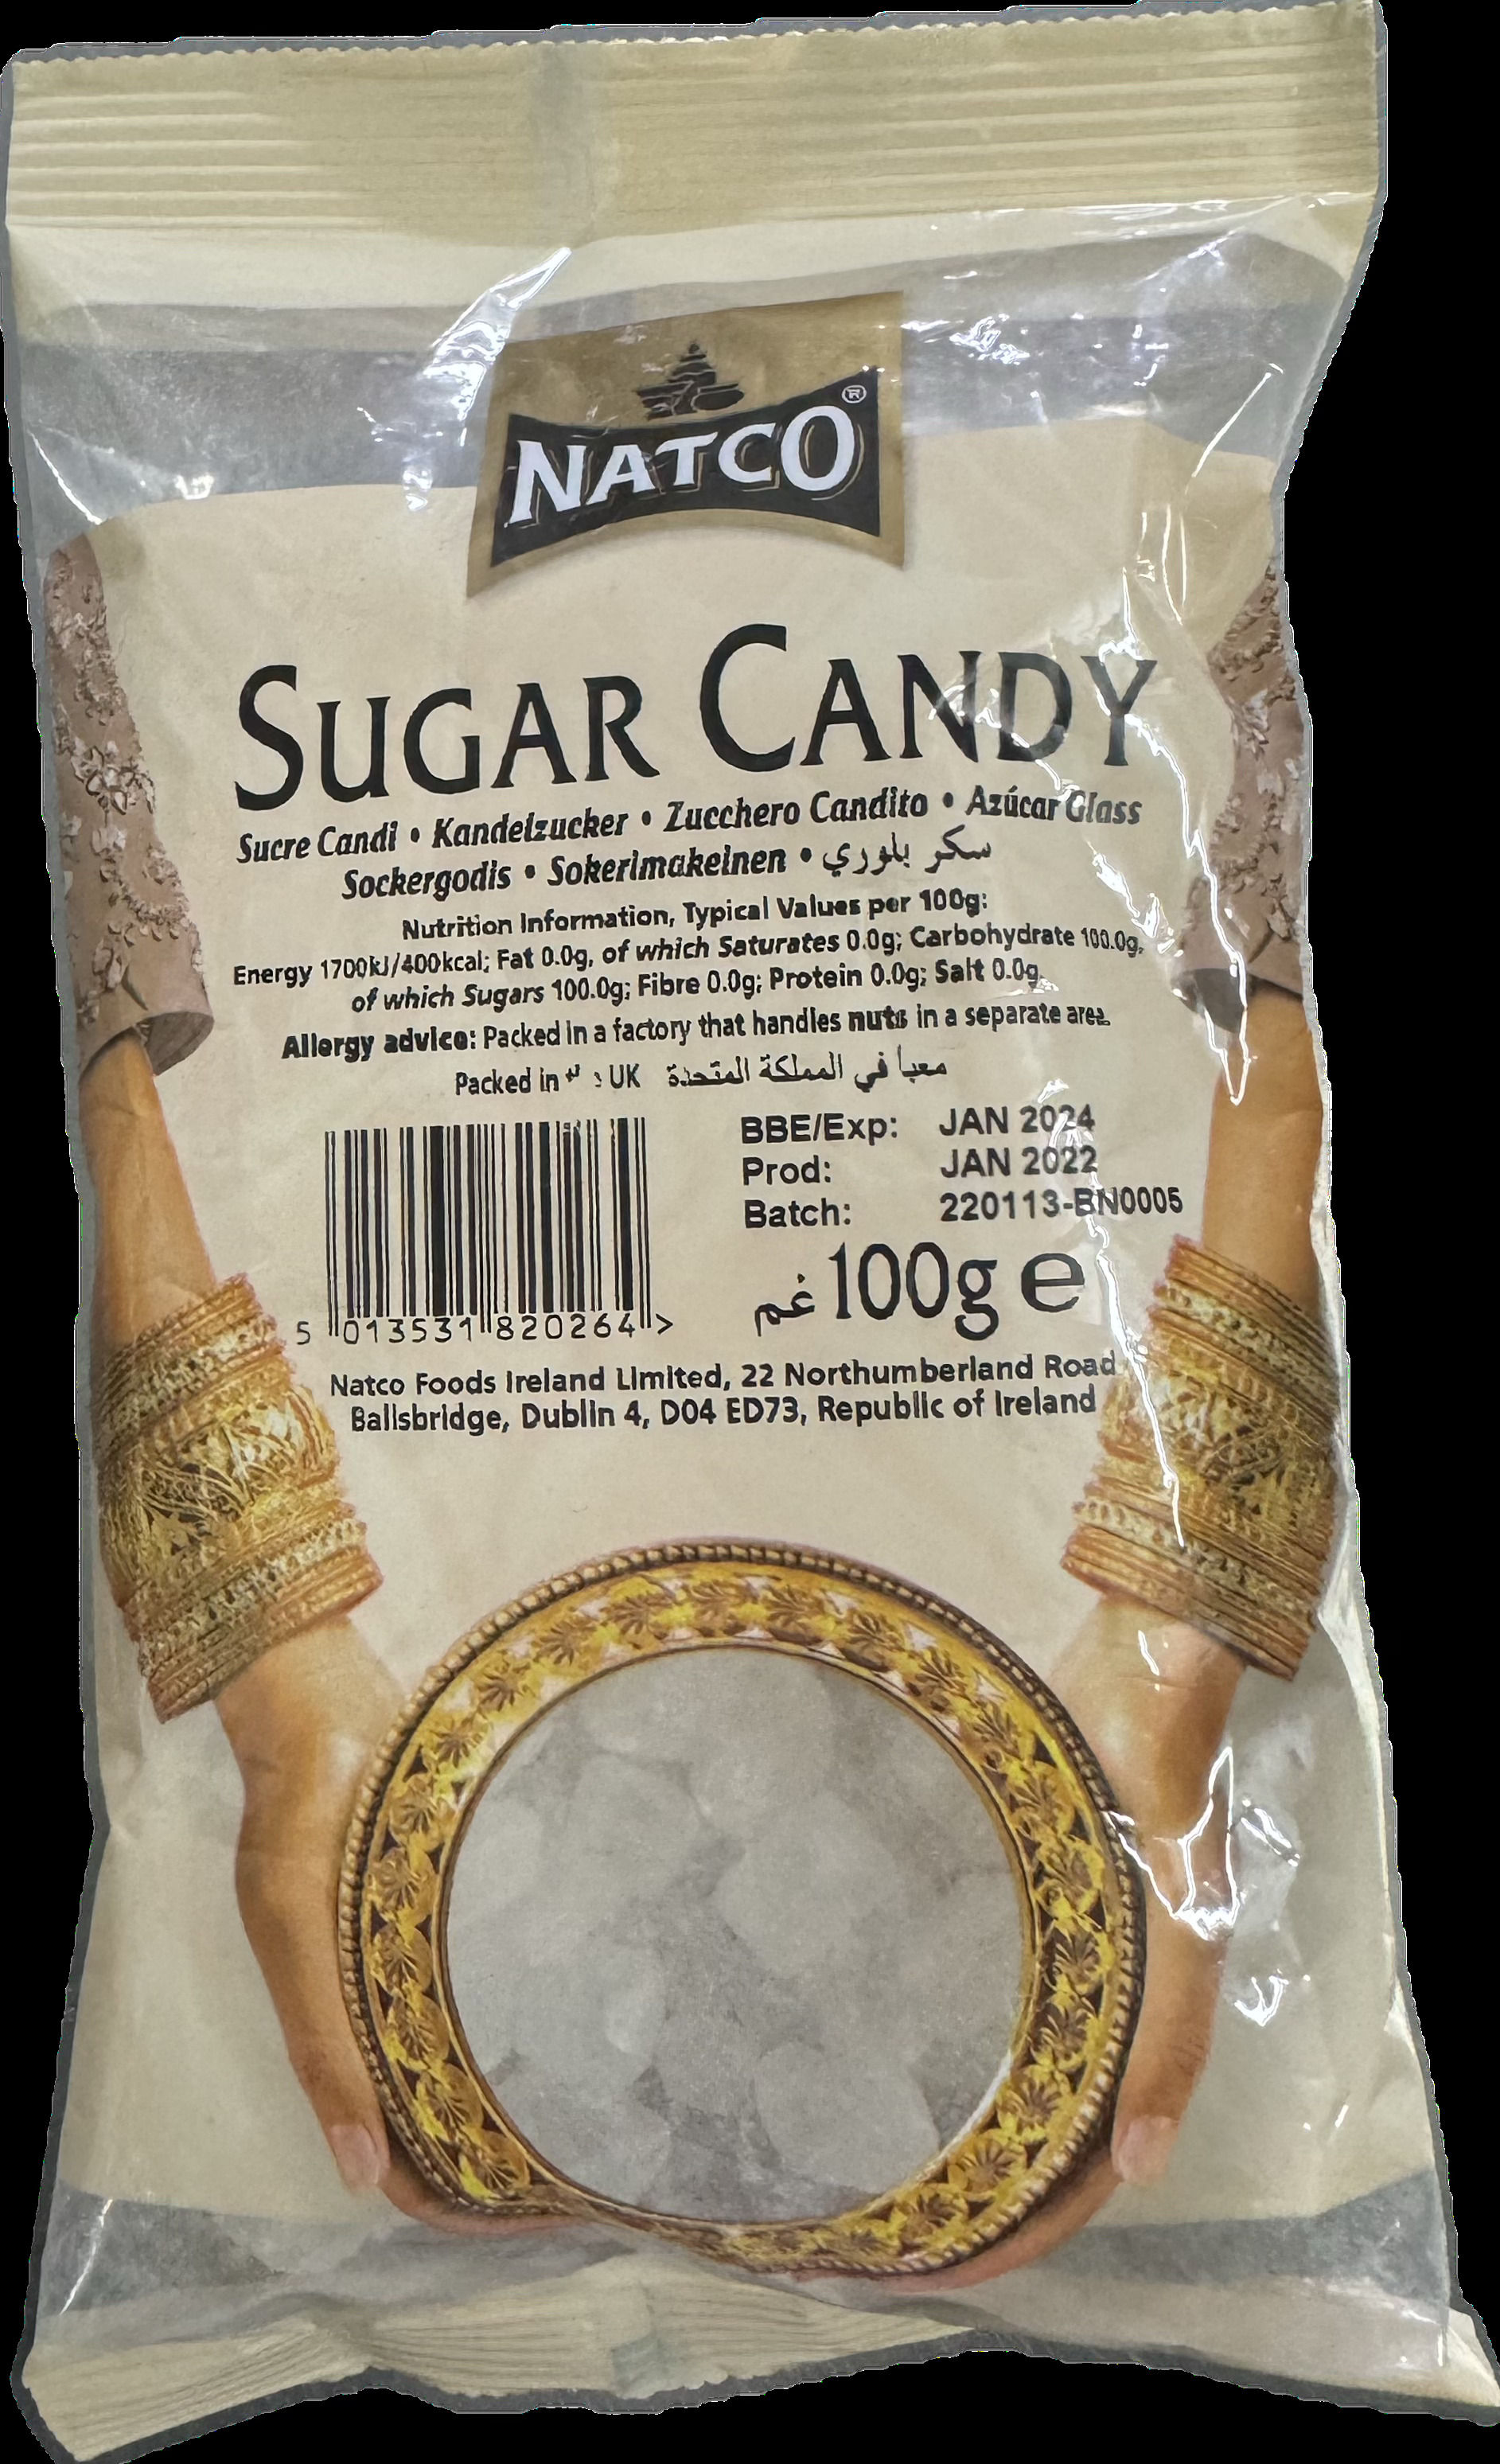 NATCO®
SUGAR CANDY
Sucre Candi • Kandelzucker • Zucchero Candito • Azúcar Glass
Sockergodis • Sokerimakeinen • سكر بلوري
Nutrition Information, Typical Values per 100g:
Energy 1700kJ/400kcal; Fat 0.0g, of which Saturates 0.0g; Carbohydrate 100.0g,
of which Sugars 100.0g; Fibre 0.0g; Protein 0.0g; Salt 0.0g.
Allergy advice: Packed in a factory that handles nuts in a separate area.
Packed in UK معبا في المملكة المتحدة
BBE/Exp: JAN 2024
Prod: JAN 2022
Batch: 220113-BN0005
غم 100g e
5 013531 820264 >
Natco Foods Ireland Limited, 22 Northumberland Road
Ballsbridge, Dublin 4, D04 ED73, Republic of Ireland